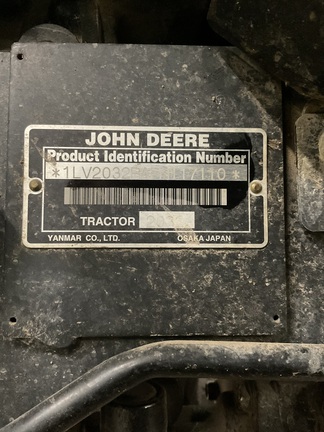 JOHN DEERE
Product Identification Number
TRACTOR
YANMAR CO., LTD. OSAKA JAPAN